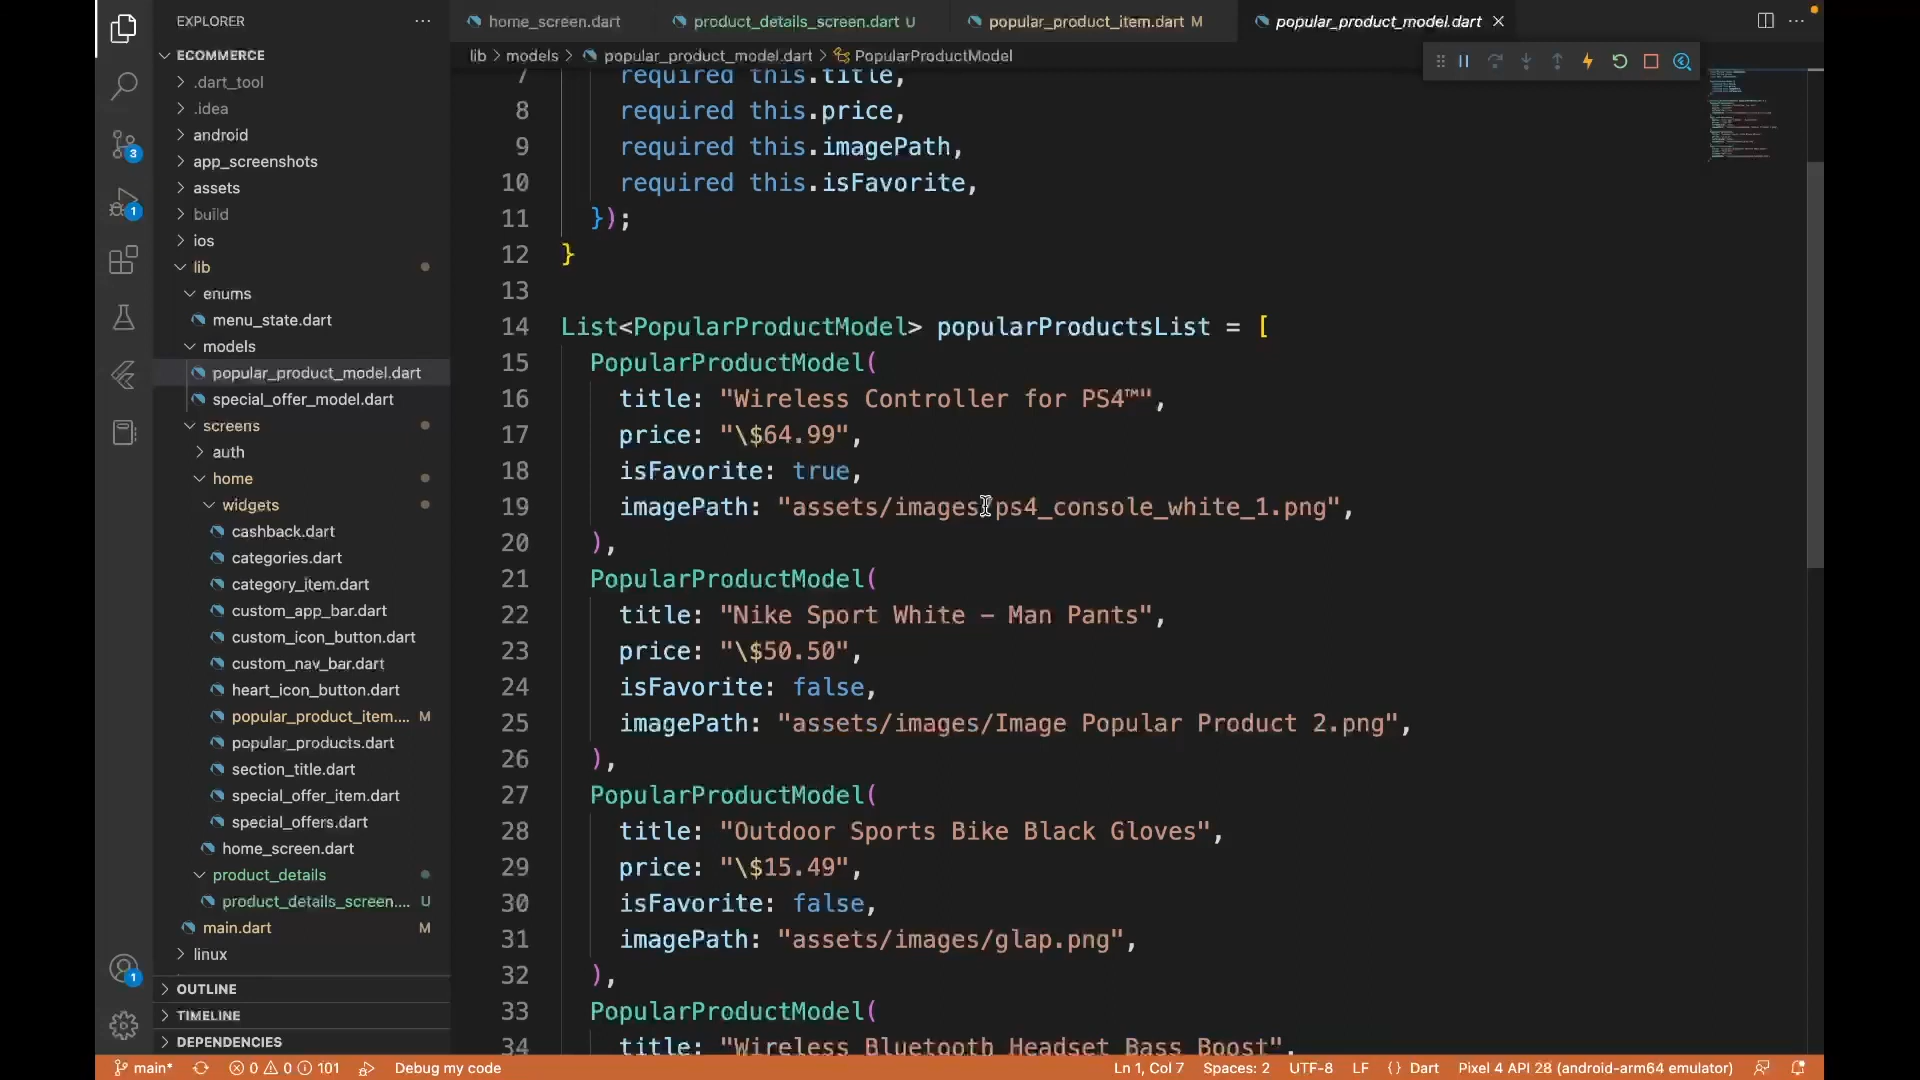 EXPLORER
home_screen.dart
product_details_screen.dart U
popular_product_item.dart M
popular_product_model.dart
lib > models > popular_product_model.dart > PopularProductModel
ECOMMERCE
.dart_tool
.idea
android
app_screenshots
assets
build
ios
lib
enums
menu_state.dart
models
popular_product_model.dart
special_offer_model.dart
screens
auth
home
widgets
cashback.dart
categories.dart
category_item.dart
custom_app_bar.dart
custom_icon_button.dart
custom_nav_bar.dart
heart_icon_button.dart
popular_product_item.... M
popular_products.dart
section_title.dart
special_offer_item.dart
special_offers.dart
home_screen.dart
product_details
product_details_screen.... U
main.dart M
linux
OUTLINE
TIMELINE
DEPENDENCIES
3
1
1
7 required this.title,
8 required this.price,
9 required this.imagePath,
10 required this.isFavorite,
11 });
12 }
13
14 List<PopularProductModel> popularProductsList = [
15 PopularProductModel(
16 title: "Wireless Controller for PS4™",
17 price: "\$64.99",
18 isFavorite: true,
19 imagePath: "assets/images/ps4_console_white_1.png",
20 ),
21 PopularProductModel(
22 title: "Nike Sport White – Man Pants",
23 price: "\$50.50",
24 isFavorite: false,
25 imagePath: "assets/images/Image Popular Product 2.png",
26 ),
27 PopularProductModel(
28 title: "Outdoor Sports Bike Black Gloves",
29 price: "\$15.49",
30 isFavorite: false,
31 imagePath: "assets/images/glap.png",
32 ),
33 PopularProductModel(
34 title: "Wireless Bluetooth Headset Bass Boost",
main* 0 0 101 Debug my code Ln 1, Col 7 Spaces: 2 UTF-8 LF {} Dart Pixel 4 API 28 (android-arm64 emulator)